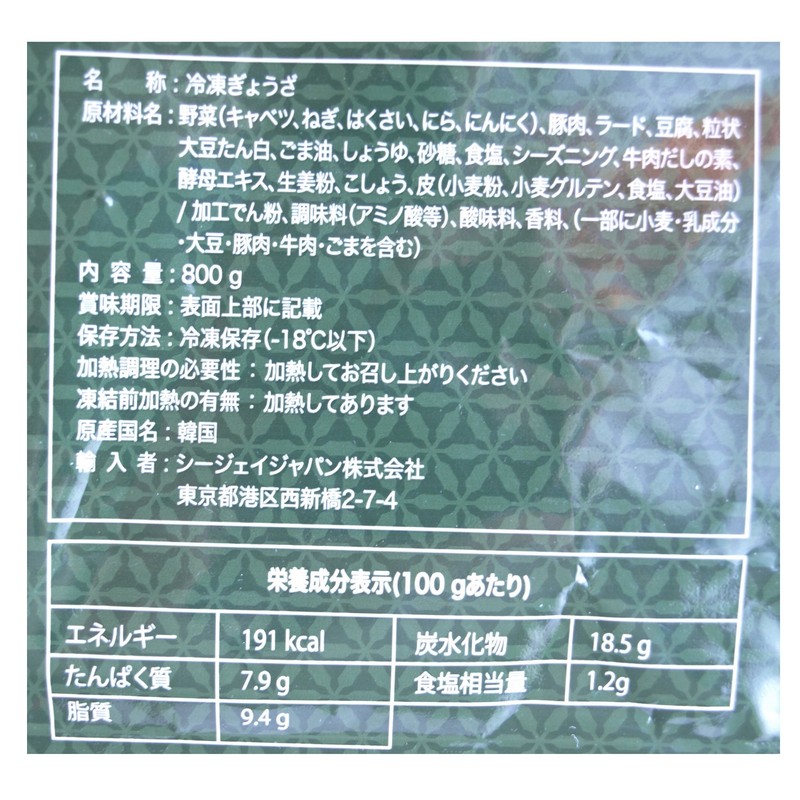 名　　称：冷凍ぎょうざ
原材料名：野菜（キャベツ、ねぎ、はくさい、にら、にんにく）、豚肉、ラード、豆腐、粒状
大豆たん白、ごま油、しょうゆ、砂糖、食塩、シーズニング、牛肉だしの素、
酵母エキス、生姜粉、こしょう、皮（小麦粉、小麦グルテン、食塩、大豆油）
/ 加工でん粉、調味料（アミノ酸等）、酸味料、香料、（一部に小麦・乳成分
・大豆・豚肉・牛肉・ごまを含む）
内 容 量：800 g
賞味期限：表面上部に記載
保存方法：冷凍保存（-18℃以下）
加熱調理の必要性：加熱してお召し上がりください
凍結前加熱の有無：加熱してあります
原産国名：韓国
輸 入 者：シージェイジャパン株式会社
東京都港区西新橋2-7-4
栄養成分表示（100 gあたり）
エネルギー 191 kcal 炭水化物 18.5 g
たんぱく質 7.9 g 食塩相当量 1.2g
脂質 9.4 g